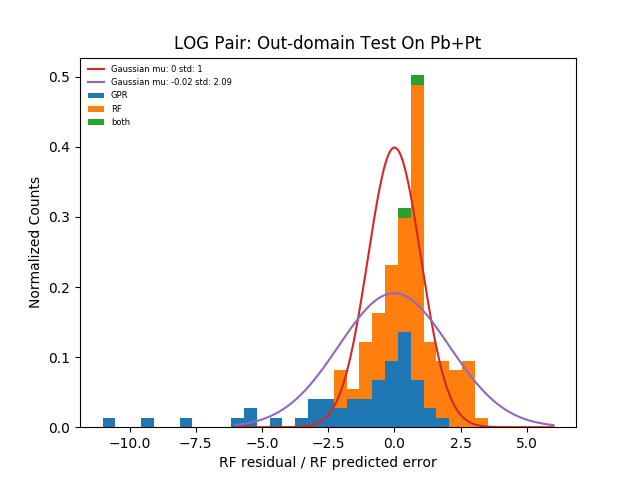 LOG Pair: Out-domain Test On Pb+Pt
Gaussian mu: 0 std: 1
Gaussian mu: -0.02 std: 2.09
GPR
RF
both
Normalized Counts
0.5
0.4
0.3
0.2
0.1
0.0
−10.0 −7.5 −5.0 −2.5 0.0 2.5 5.0
RF residual / RF predicted error